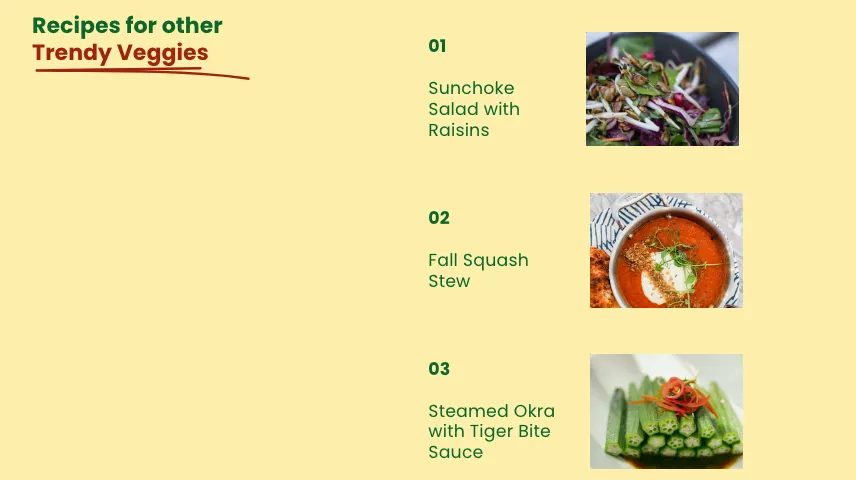 Recipes for other
Trendy Veggies
01
Sunchoke
Salad with
Raisins
02
Fall Squash
Stew
03
Steamed Okra
with Tiger Bite
Sauce